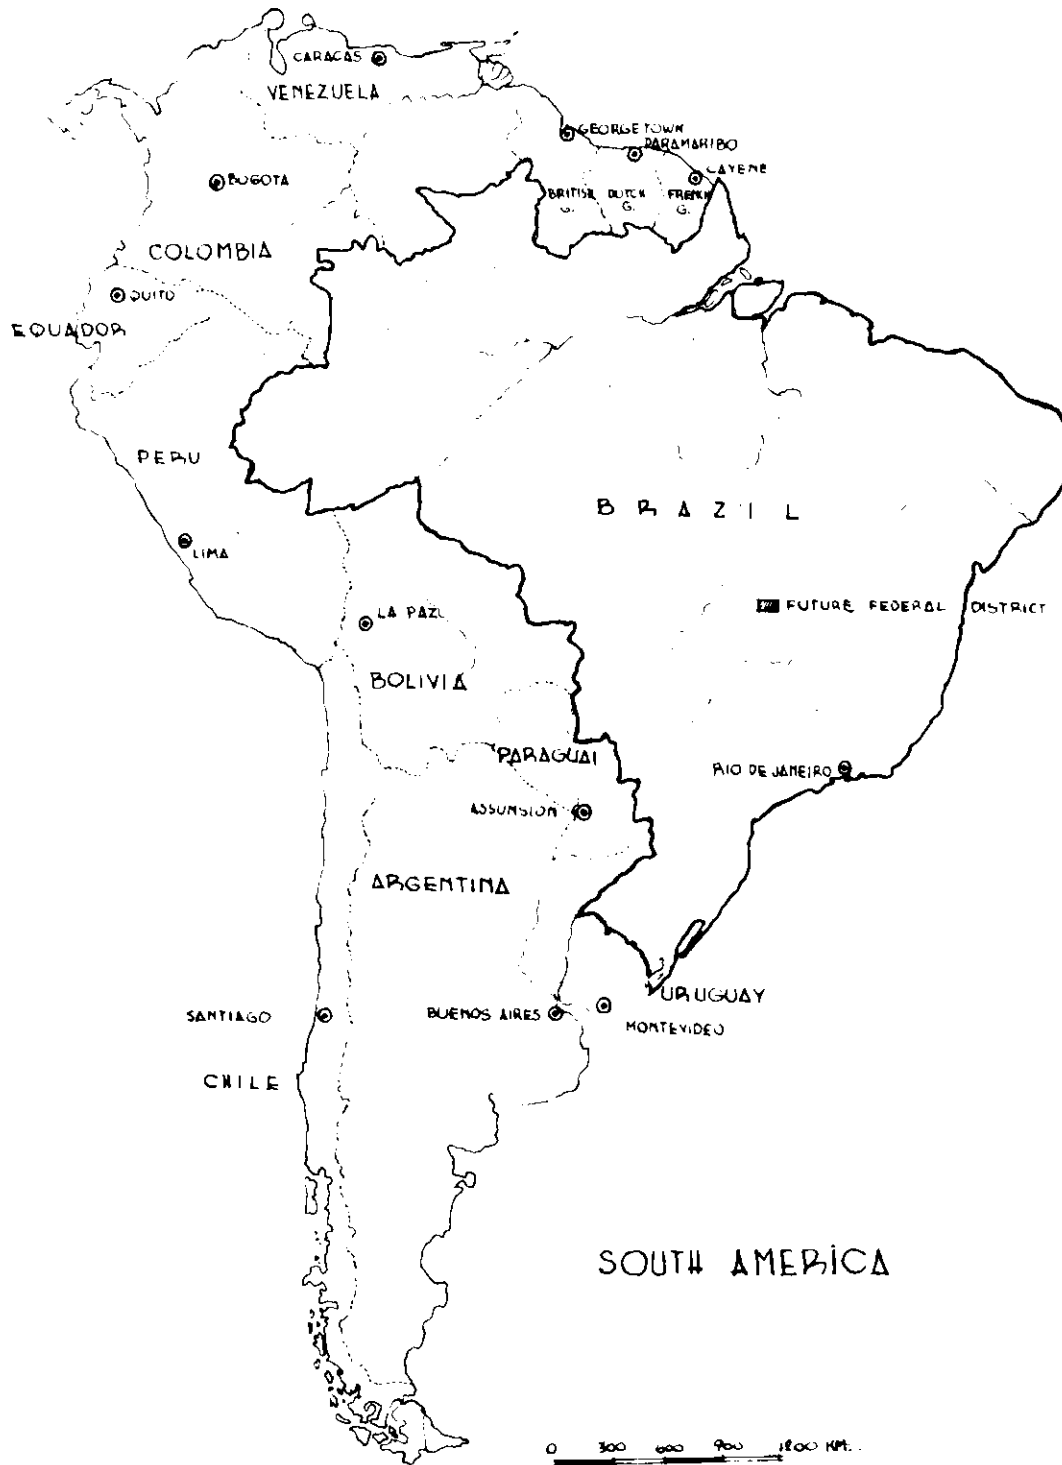 CARACAS
VENEZUELA
GEORGETOWN
PARAMARIBO
CAYENE
BOGOTA
BRITISH G.
DUTCH G.
FRENCH G.
COLOMBIA
QUITO
EQUADOR
PERU
BRAZIL
LIMA
FUTURE FEDERAL DISTRICT
LA PAZ
BOLIVIA
PARAGUAI
RIO DE JANEIRO
ASSUNSION
ARGENTINA
URUGUAY
SANTIAGO
BUENOS AIRES
MONTEVIDEO
CHILE
SOUTH AMERICA
0 300 600 900 1200 KM.